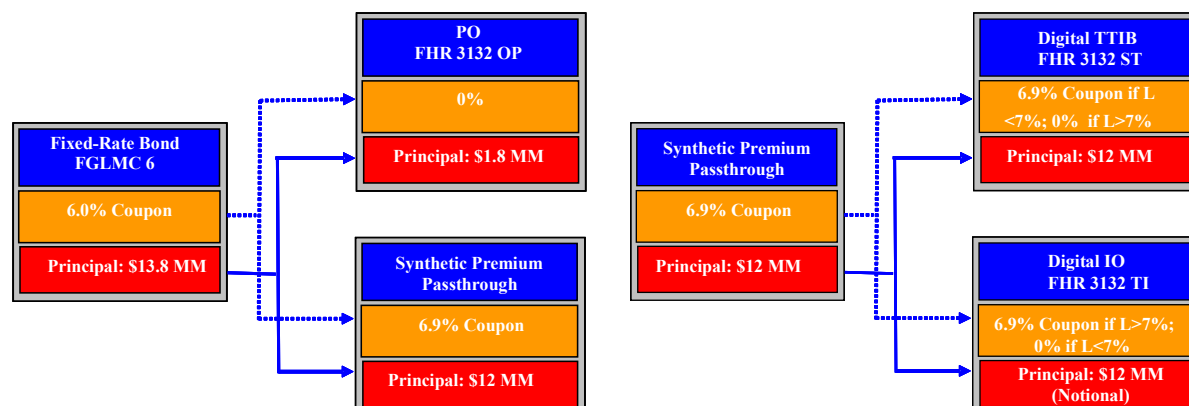 Fixed-Rate Bond
FGLMC 6
6.0% Coupon
Principal: $13.8 MM
PO
FHR 3132 OP
0%
Principal: $1.8 MM
Synthetic Premium
Passthrough
6.9% Coupon
Principal: $12 MM
Synthetic Premium
Passthrough
6.9% Coupon
Principal: $12 MM
Digital TTIB
FHR 3132 ST
6.9% Coupon if L
<7%; 0% if L>7%
Principal: $12 MM
Digital IO
FHR 3132 TI
6.9% Coupon if L>7%;
0% if L<7%
Principal: $12 MM
(Notional)